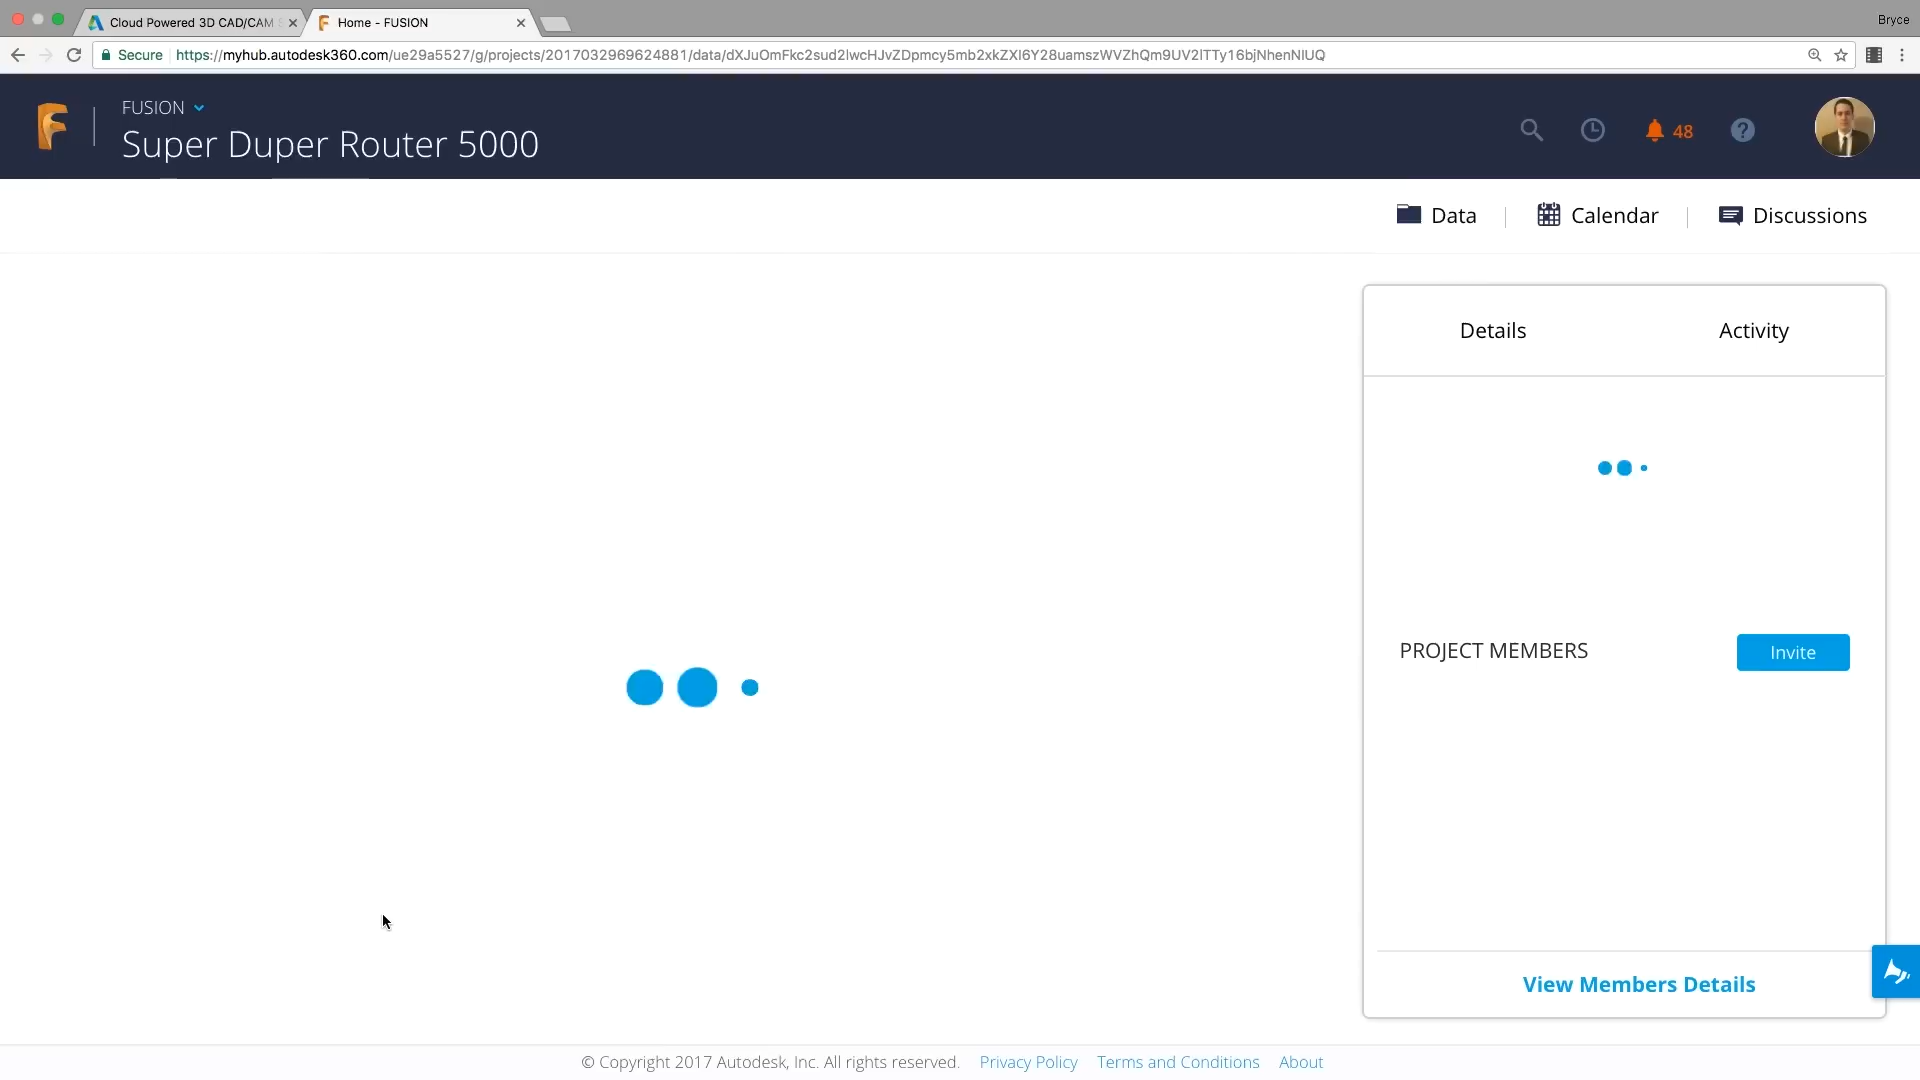 Cloud Powered 3D CAD/CAM
Home - FUSION
Bryce
Secure
https://myhub.autodesk360.com/ue29a5527/g/projects/2017032969624881/data/dXJuOmFkc2sud2lwcHJvZDpmcy5mb2xkZXI6Y28uamszWVZhQm9UV2lTTy16bjNhenNlUQ
FUSION
Super Duper Router 5000
48
Data
Calendar
Discussions
Details
Activity
PROJECT MEMBERS
Invite
View Members Details
© Copyright 2017 Autodesk, Inc. All rights reserved.
Privacy Policy
Terms and Conditions
About